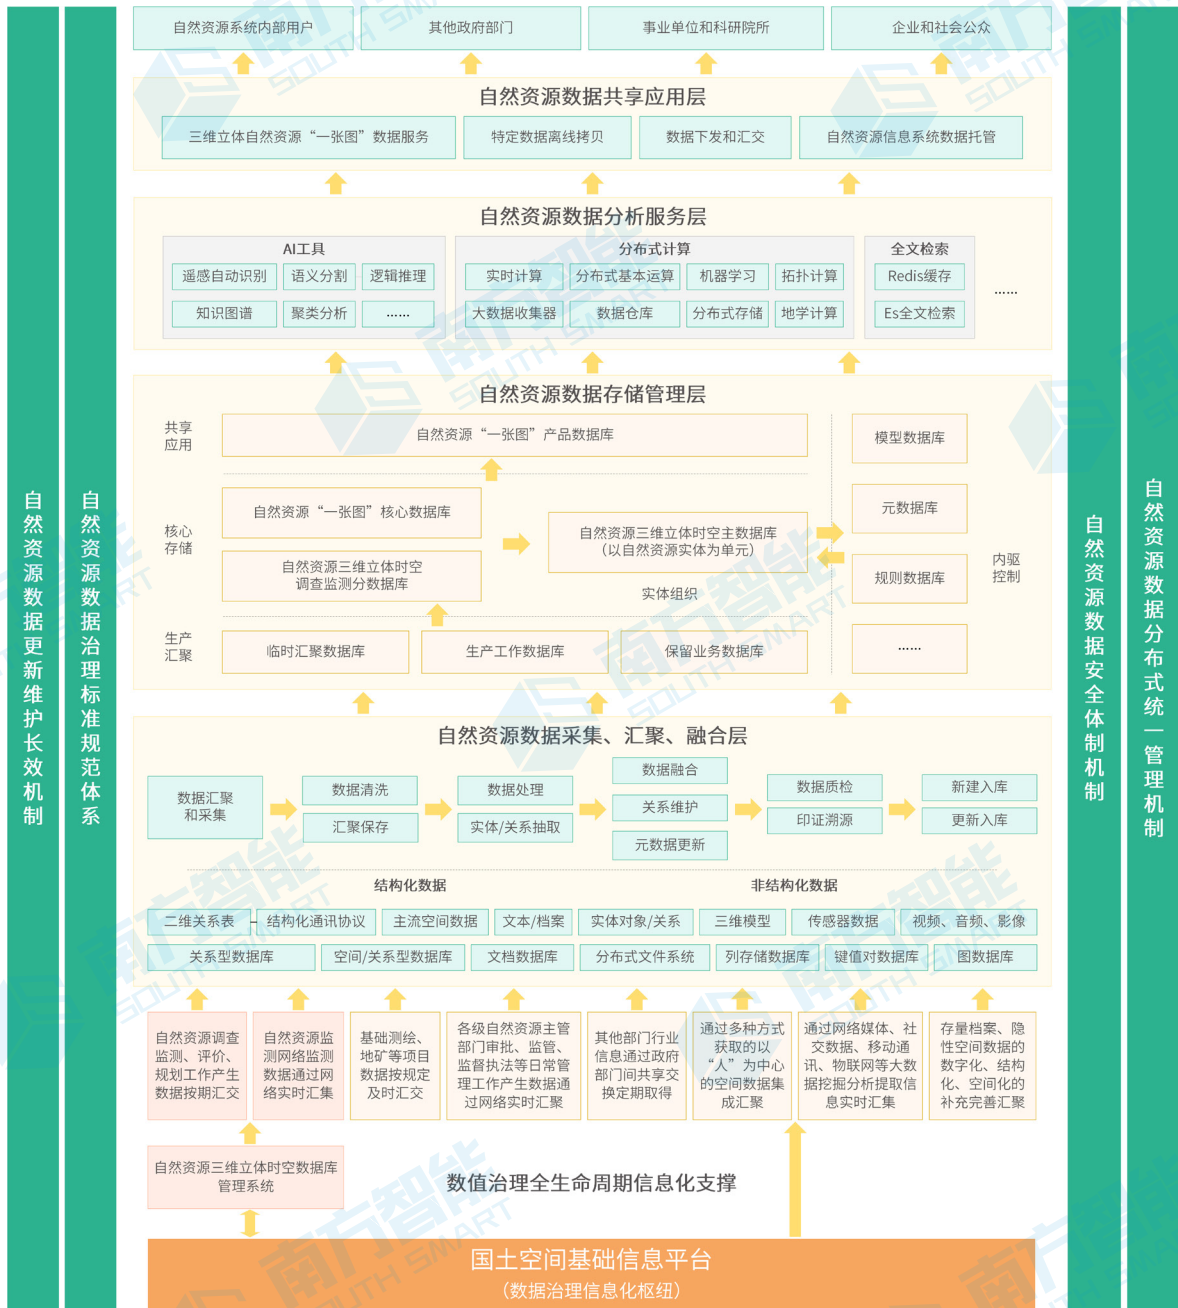 自然资源系统内部用户
其他政府部门
事业单位和科研院所
企业和社会公众
自然资源数据共享应用层
三维立体自然资源“一张图”数据服务
特定数据离线拷贝
数据下发和汇交
自然资源信息系统数据托管
自然资源数据分析服务层
AI工具
遥感自动识别
语义分割
逻辑推理
知识图谱
聚类分析
......
分布式计算
实时计算
分布式基本运算
机器学习
拓扑计算
大数据收集器
数据仓库
分布式存储
地学计算
全文检索
Redis缓存
Es全文检索
......
自然资源数据存储管理层
共享
应用
自然资源“一张图”产品数据库
核心
存储
自然资源“一张图”核心数据库
自然资源三维立体时空
调查监测分数据库
自然资源三维立体时空主数据库
（以自然资源实体为单元）
实体组织
生产
汇聚
临时汇聚数据库
生产工作数据库
保留业务数据库
模型数据库
元数据库
规则数据库
......
内驱
控制
自然资源数据采集、汇聚、融合层
数据汇聚
和采集
数据清洗
汇聚保存
数据处理
实体/关系抽取
数据融合
关系维护
元数据更新
数据质检
印证溯源
新建入库
更新入库
结构化数据
非结构化数据
二维关系表
结构化通讯协议
主流空间数据
文本/档案
实体对象/关系
三维模型
传感器数据
视频、音频、影像
关系型数据库
空间/关系型数据库
文档数据库
分布式文件系统
列存储数据库
键值对数据库
图数据库
自然资源调查
监测、评价、
规划工作产生
数据按期汇交
自然资源监
测网络监测
数据通过网
络实时汇集
基础测绘、
地矿等项目
数据按规定
及时汇交
各级自然资源主管
部门审批、监管、
监督执法等日常管
理工作产生数据通
过网络实时汇聚
其他部门行业
信息通过政府
部门间共享交
换定期取得
通过多种方式
获取的以
“人”为中心
的空间数据集
成汇聚
通过网络媒体、社
交数据、移动通
讯、物联网等大数
据挖掘分析提取信
息实时汇集
存量档案、隐
性空间数据的
数字化、结构
化、空间化的
补充完善汇聚
自然资源三维立体时空数据库
管理系统
数值治理全生命周期信息化支撑
国土空间基础信息平台
（数据治理信息化枢纽）
自然资源数据更新维护长效机制
自然资源数据治理标准规范体系
自然资源数据安全体制机制
自然资源数据分布式统一管理机制
南方智能
SOUTH SMART